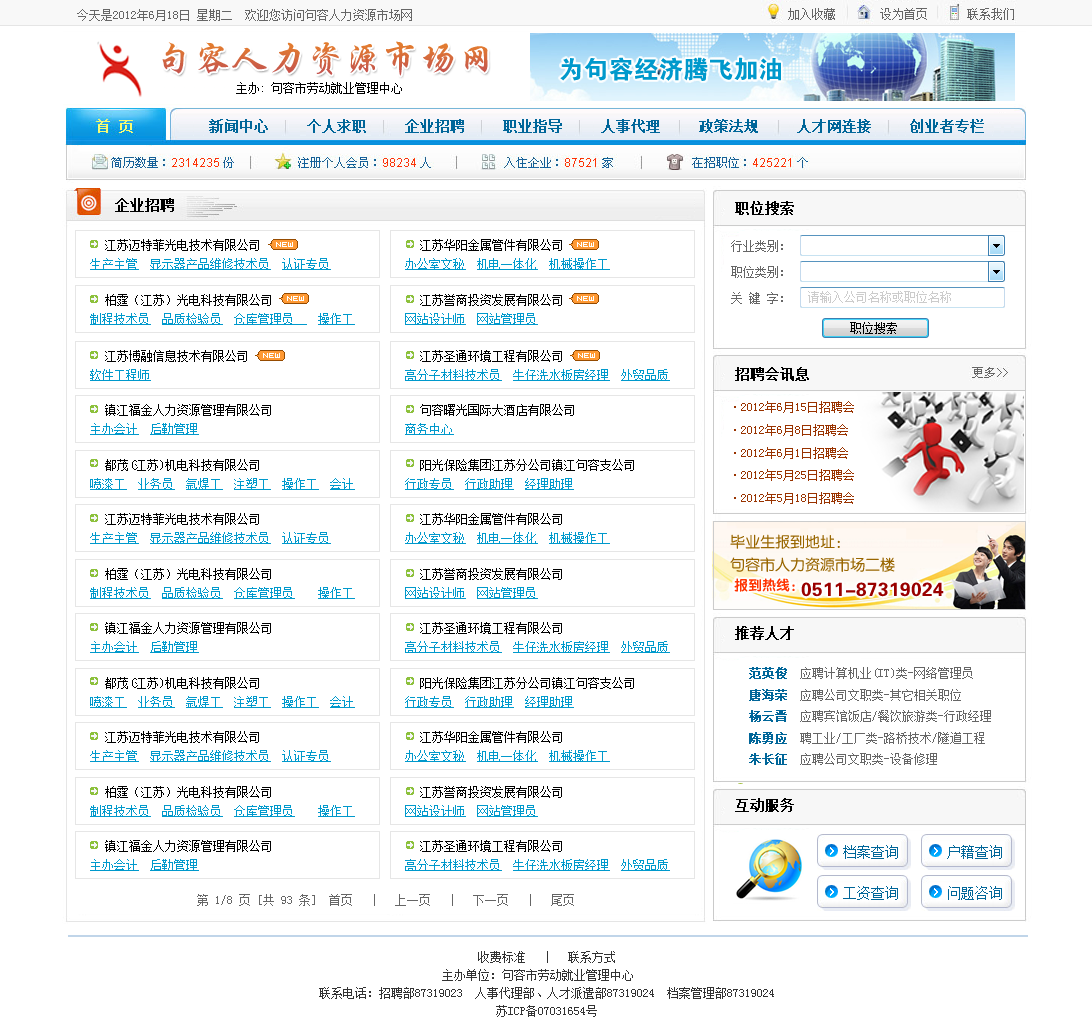 今天是2012年6月18日 星期二 欢迎您访问句容人力资源市场网
加入收藏 设为首页 联系我们
句容人力资源市场网
主办：句容市劳动就业管理中心
为句容经济腾飞加油
首 页 新闻中心 个人求职 企业招聘 职业指导 人事代理 政策法规 人才网连接 创业者专栏
简历数量：2314235 份 | 注册个人会员：98234 人 | 入住企业：87521 家 | 在招职位：425221 个
企业招聘
江苏迈特菲光电技术有限公司 NEW
生产主管 显示器产品维修技术员 认证专员
江苏华阳金属管件有限公司 NEW
办公室文秘 机电一体化 机械操作工
柏霆（江苏）光电科技有限公司 NEW
制程技术员 品质检验员 仓库管理员 操作工
江苏誉商投资发展有限公司 NEW
网站设计师 网站管理员
江苏博融信息技术有限公司 NEW
软件工程师
江苏圣通环境工程有限公司 NEW
高分子材料技术员 牛仔洗水板房经理 外贸品质
镇江福金人力资源管理有限公司
主办会计 后勤管理
句容曙光国际大酒店有限公司
商务中心
都茂(江苏)机电科技有限公司
喷漆工 业务员 氩焊工 注塑工 操作工 会计
阳光保险集团江苏分公司镇江句容支公司
行政专员 行政助理 经理助理
江苏迈特菲光电技术有限公司
生产主管 显示器产品维修技术员 认证专员
江苏华阳金属管件有限公司
办公室文秘 机电一体化 机械操作工
柏霆（江苏）光电科技有限公司
制程技术员 品质检验员 仓库管理员 操作工
江苏誉商投资发展有限公司
网站设计师 网站管理员
镇江福金人力资源管理有限公司
主办会计 后勤管理
江苏圣通环境工程有限公司
高分子材料技术员 牛仔洗水板房经理 外贸品质
都茂(江苏)机电科技有限公司
喷漆工 业务员 氩焊工 注塑工 操作工 会计
阳光保险集团江苏分公司镇江句容支公司
行政专员 行政助理 经理助理
江苏迈特菲光电技术有限公司
生产主管 显示器产品维修技术员 认证专员
江苏华阳金属管件有限公司
办公室文秘 机电一体化 机械操作工
柏霆（江苏）光电科技有限公司
制程技术员 品质检验员 仓库管理员 操作工
江苏誉商投资发展有限公司
网站设计师 网站管理员
镇江福金人力资源管理有限公司
主办会计 后勤管理
江苏圣通环境工程有限公司
高分子材料技术员 牛仔洗水板房经理 外贸品质
第 1/8 页 [共 93 条] 首页 | 上一页 | 下一页 | 尾页
职位搜索
行业类别：
职位类别：
关 键 字： 请输入公司名称或职位名称
职位搜索
招聘会讯息 更多>>
·2012年6月15日招聘会
·2012年6月8日招聘会
·2012年6月1日招聘会
·2012年5月25日招聘会
·2012年5月18日招聘会
毕业生报到地址：
句容市人力资源市场二楼
报到热线：0511-87319024
推荐人才
范英俊 应聘计算机业(IT)类-网络管理员
唐海荣 应聘公司文职类-其它相关职位
杨云晋 应聘宾馆饭店/餐饮旅游类-行政经理
陈勇应 聘工业/工厂类-路桥技术/隧道工程
朱长征 应聘公司文职类-设备修理
互动服务
档案查询 户籍查询
工资查询 问题咨询
收费标准 | 联系方式
主办单位：句容市劳动就业管理中心
联系电话：招聘部87319023 人事代理部、人才派遣部87319024 档案管理部87319024
苏ICP备07031654号